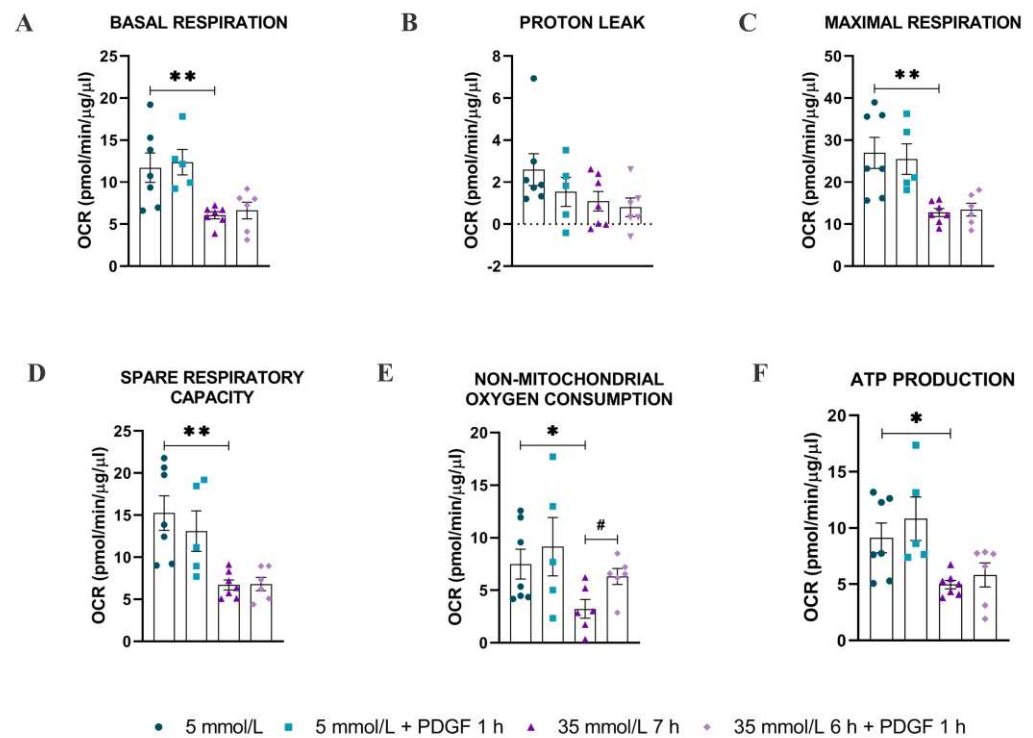 A
BASAL RESPIRATION
OCR (pmol/min/µg/µl)
25
20
15
10
5
0
**
B
PROTON LEAK
OCR (pmol/min/µg/µl)
8
6
4
2
0
-2
C
MAXIMAL RESPIRATION
OCR (pmol/min/µg/µl)
50
40
30
20
10
0
**
D
SPARE RESPIRATORY
CAPACITY
OCR (pmol/min/µg/µl)
25
20
15
10
5
0
**
E
NON-MITOCHONDRIAL
OXYGEN CONSUMPTION
OCR (pmol/min/µg/µl)
20
15
10
5
0
*
#
F
ATP PRODUCTION
OCR (pmol/min/µg/µl)
20
15
10
5
0
*
5 mmol/L 5 mmol/L + PDGF 1 h 35 mmol/L 7 h 35 mmol/L 6 h + PDGF 1 h